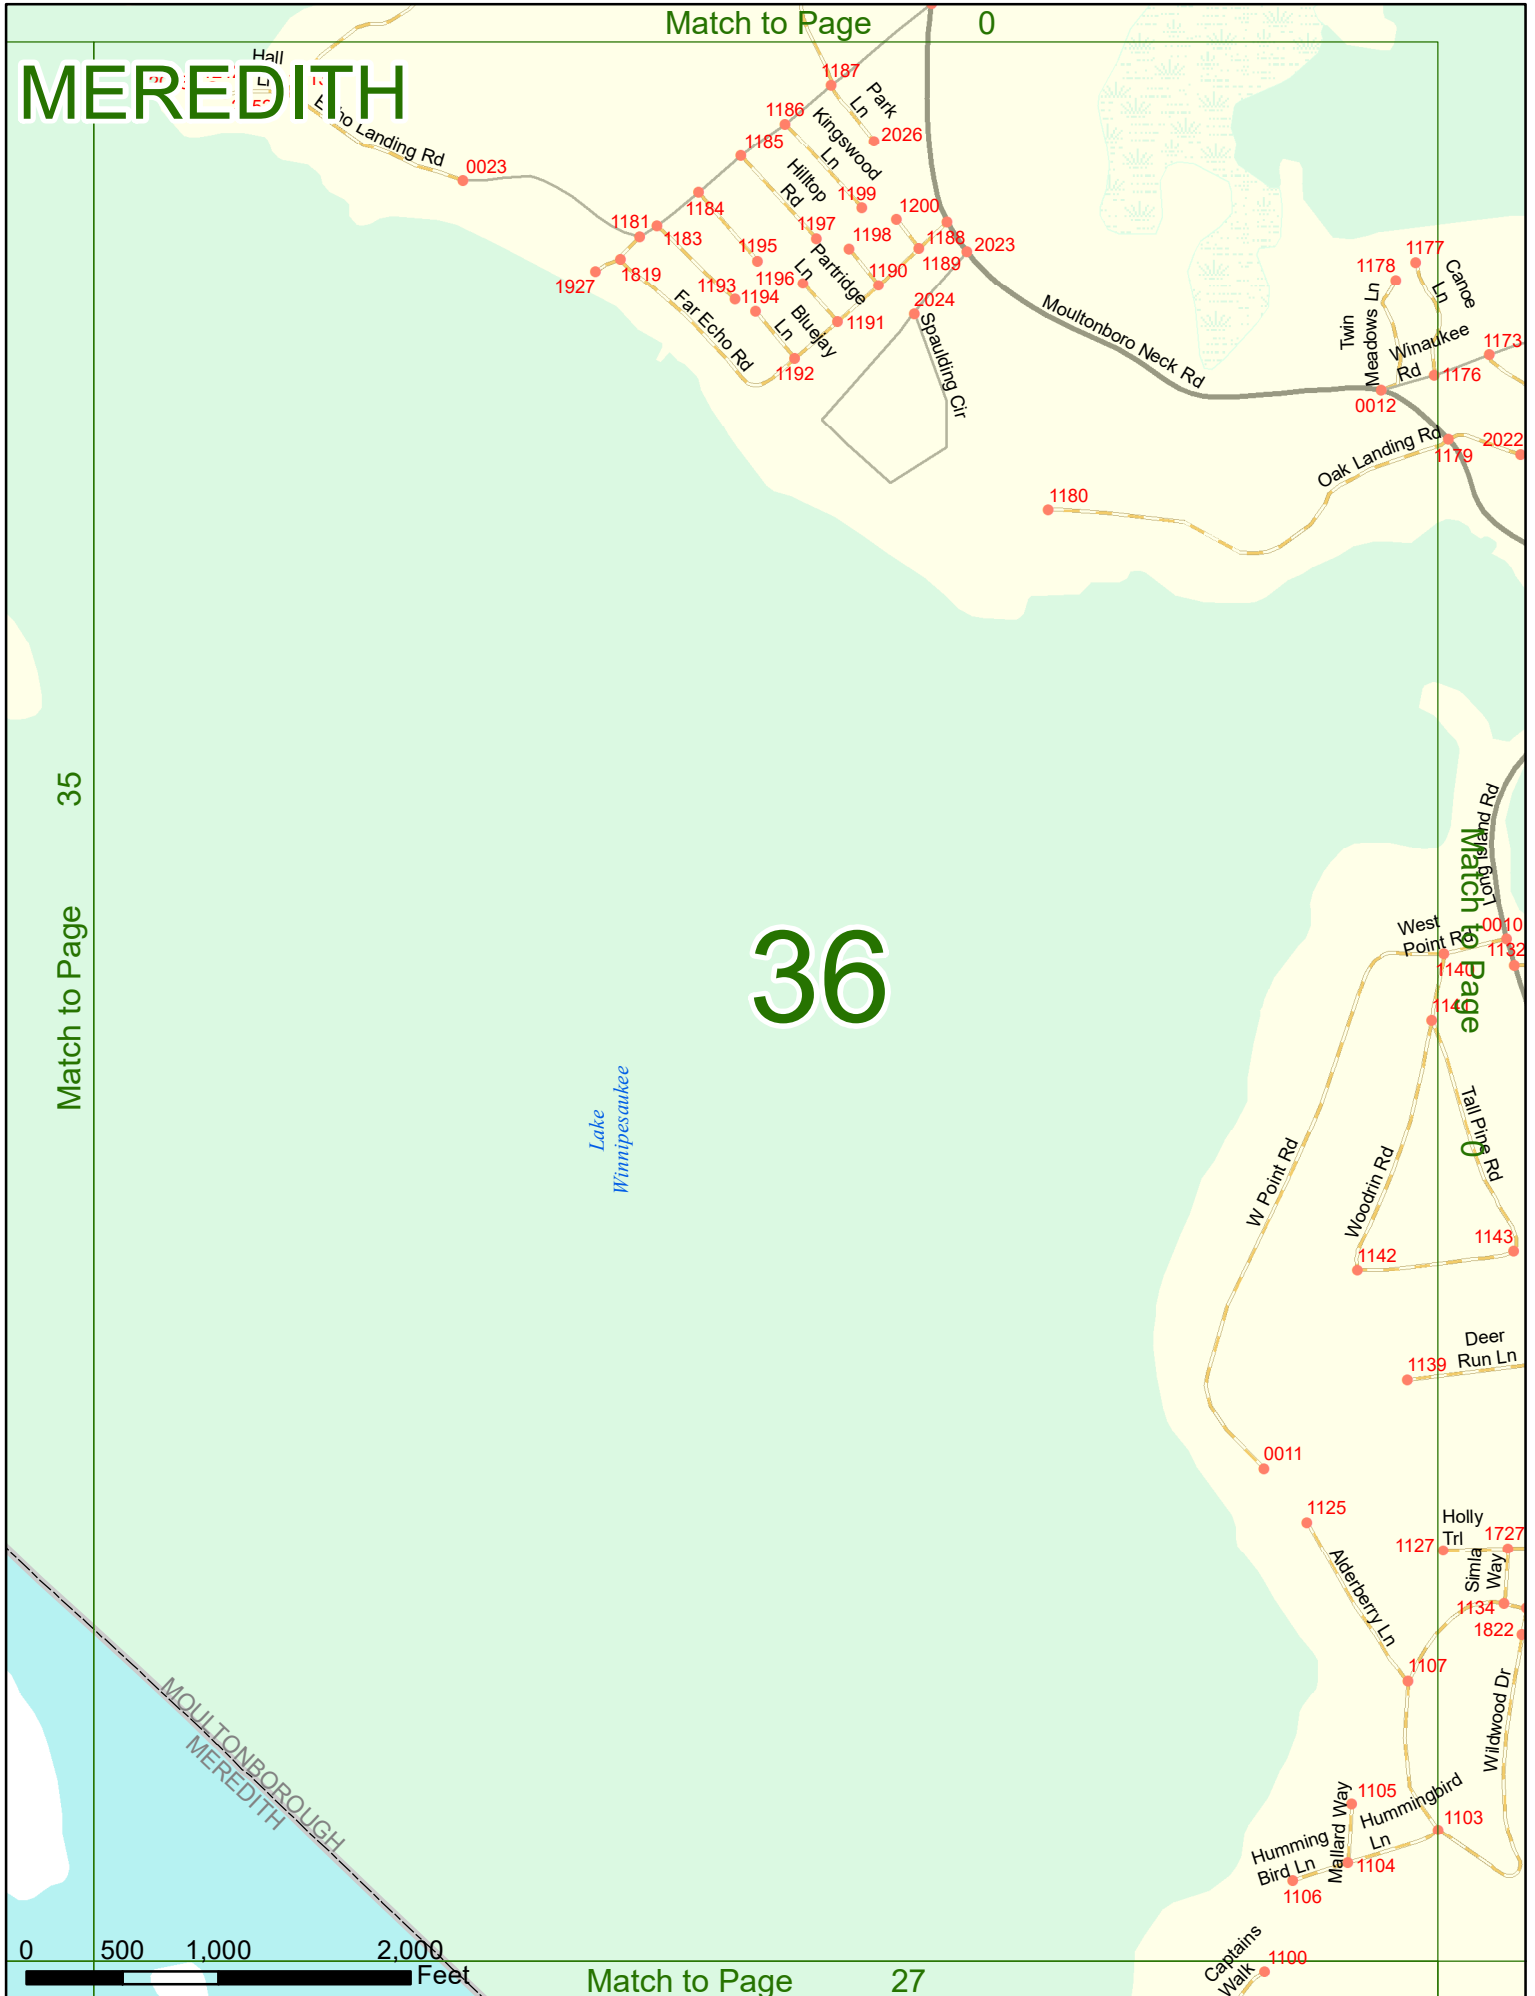 Match to Page 0
MEREDITH
Hall
Echo Landing Rd
0023
1187
Park
Ln
1186
2026
Kingswood
Ln
1185
Hilltop
Rd
1184
1199
1200
1181
1183
1197
1198
1188
2023
1189
1195
Partridge
Ln
1196
1190
1927
1819
1193
1194
2024
Far Echo Rd
Bluejay
Ln
1191
1192
Spaulding Cir
Moultonboro Neck Rd
1177
1178
Canoe
Ln
Twin
Meadows Ln
Winaukee
Rd
1173
1176
0012
Oak Landing Rd
1179
2022
1180
Match to Page 35
36
Lake
Winnipesaukee
Long Island Rd
Match to Page 0
West
Point Rd
0010
1132
1140
1141
Tall Pine Rd
W Point Rd
Woodrin Rd
1143
1142
Deer
Run Ln
1139
0011
1125
Holly
Trl
1127
1727
Simla
Way
Alderberry Ln
1134
1822
1107
Wildwood Dr
MOULTONBOROUGH
MEREDITH
1105
Mallard Way
Hummingbird
Ln
1103
Humming
Bird Ln
1104
1106
Captains
Walk
1100
0 500 1,000 2,000
Feet
Match to Page 27